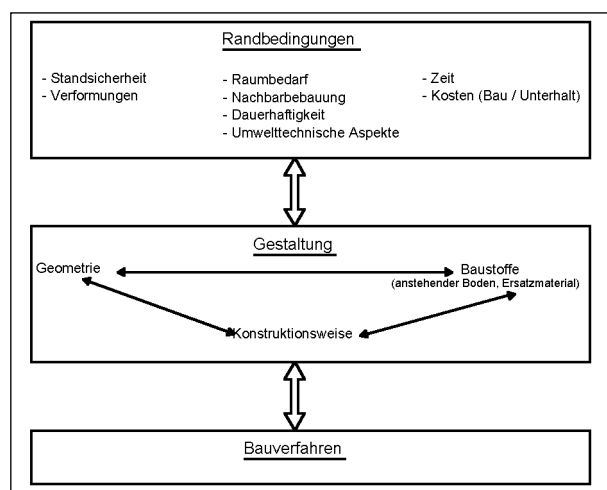 Randbedingungen
- Standsicherheit
- Verformungen
- Raumbedarf
- Nachbarbebauung
- Dauerhaftigkeit
- Umwelttechnische Aspekte
- Zeit
- Kosten (Bau / Unterhalt)
Gestaltung
Geometrie
Baustoffe
(anstehender Boden, Ersatzmaterial)
Konstruktionsweise
Bauverfahren